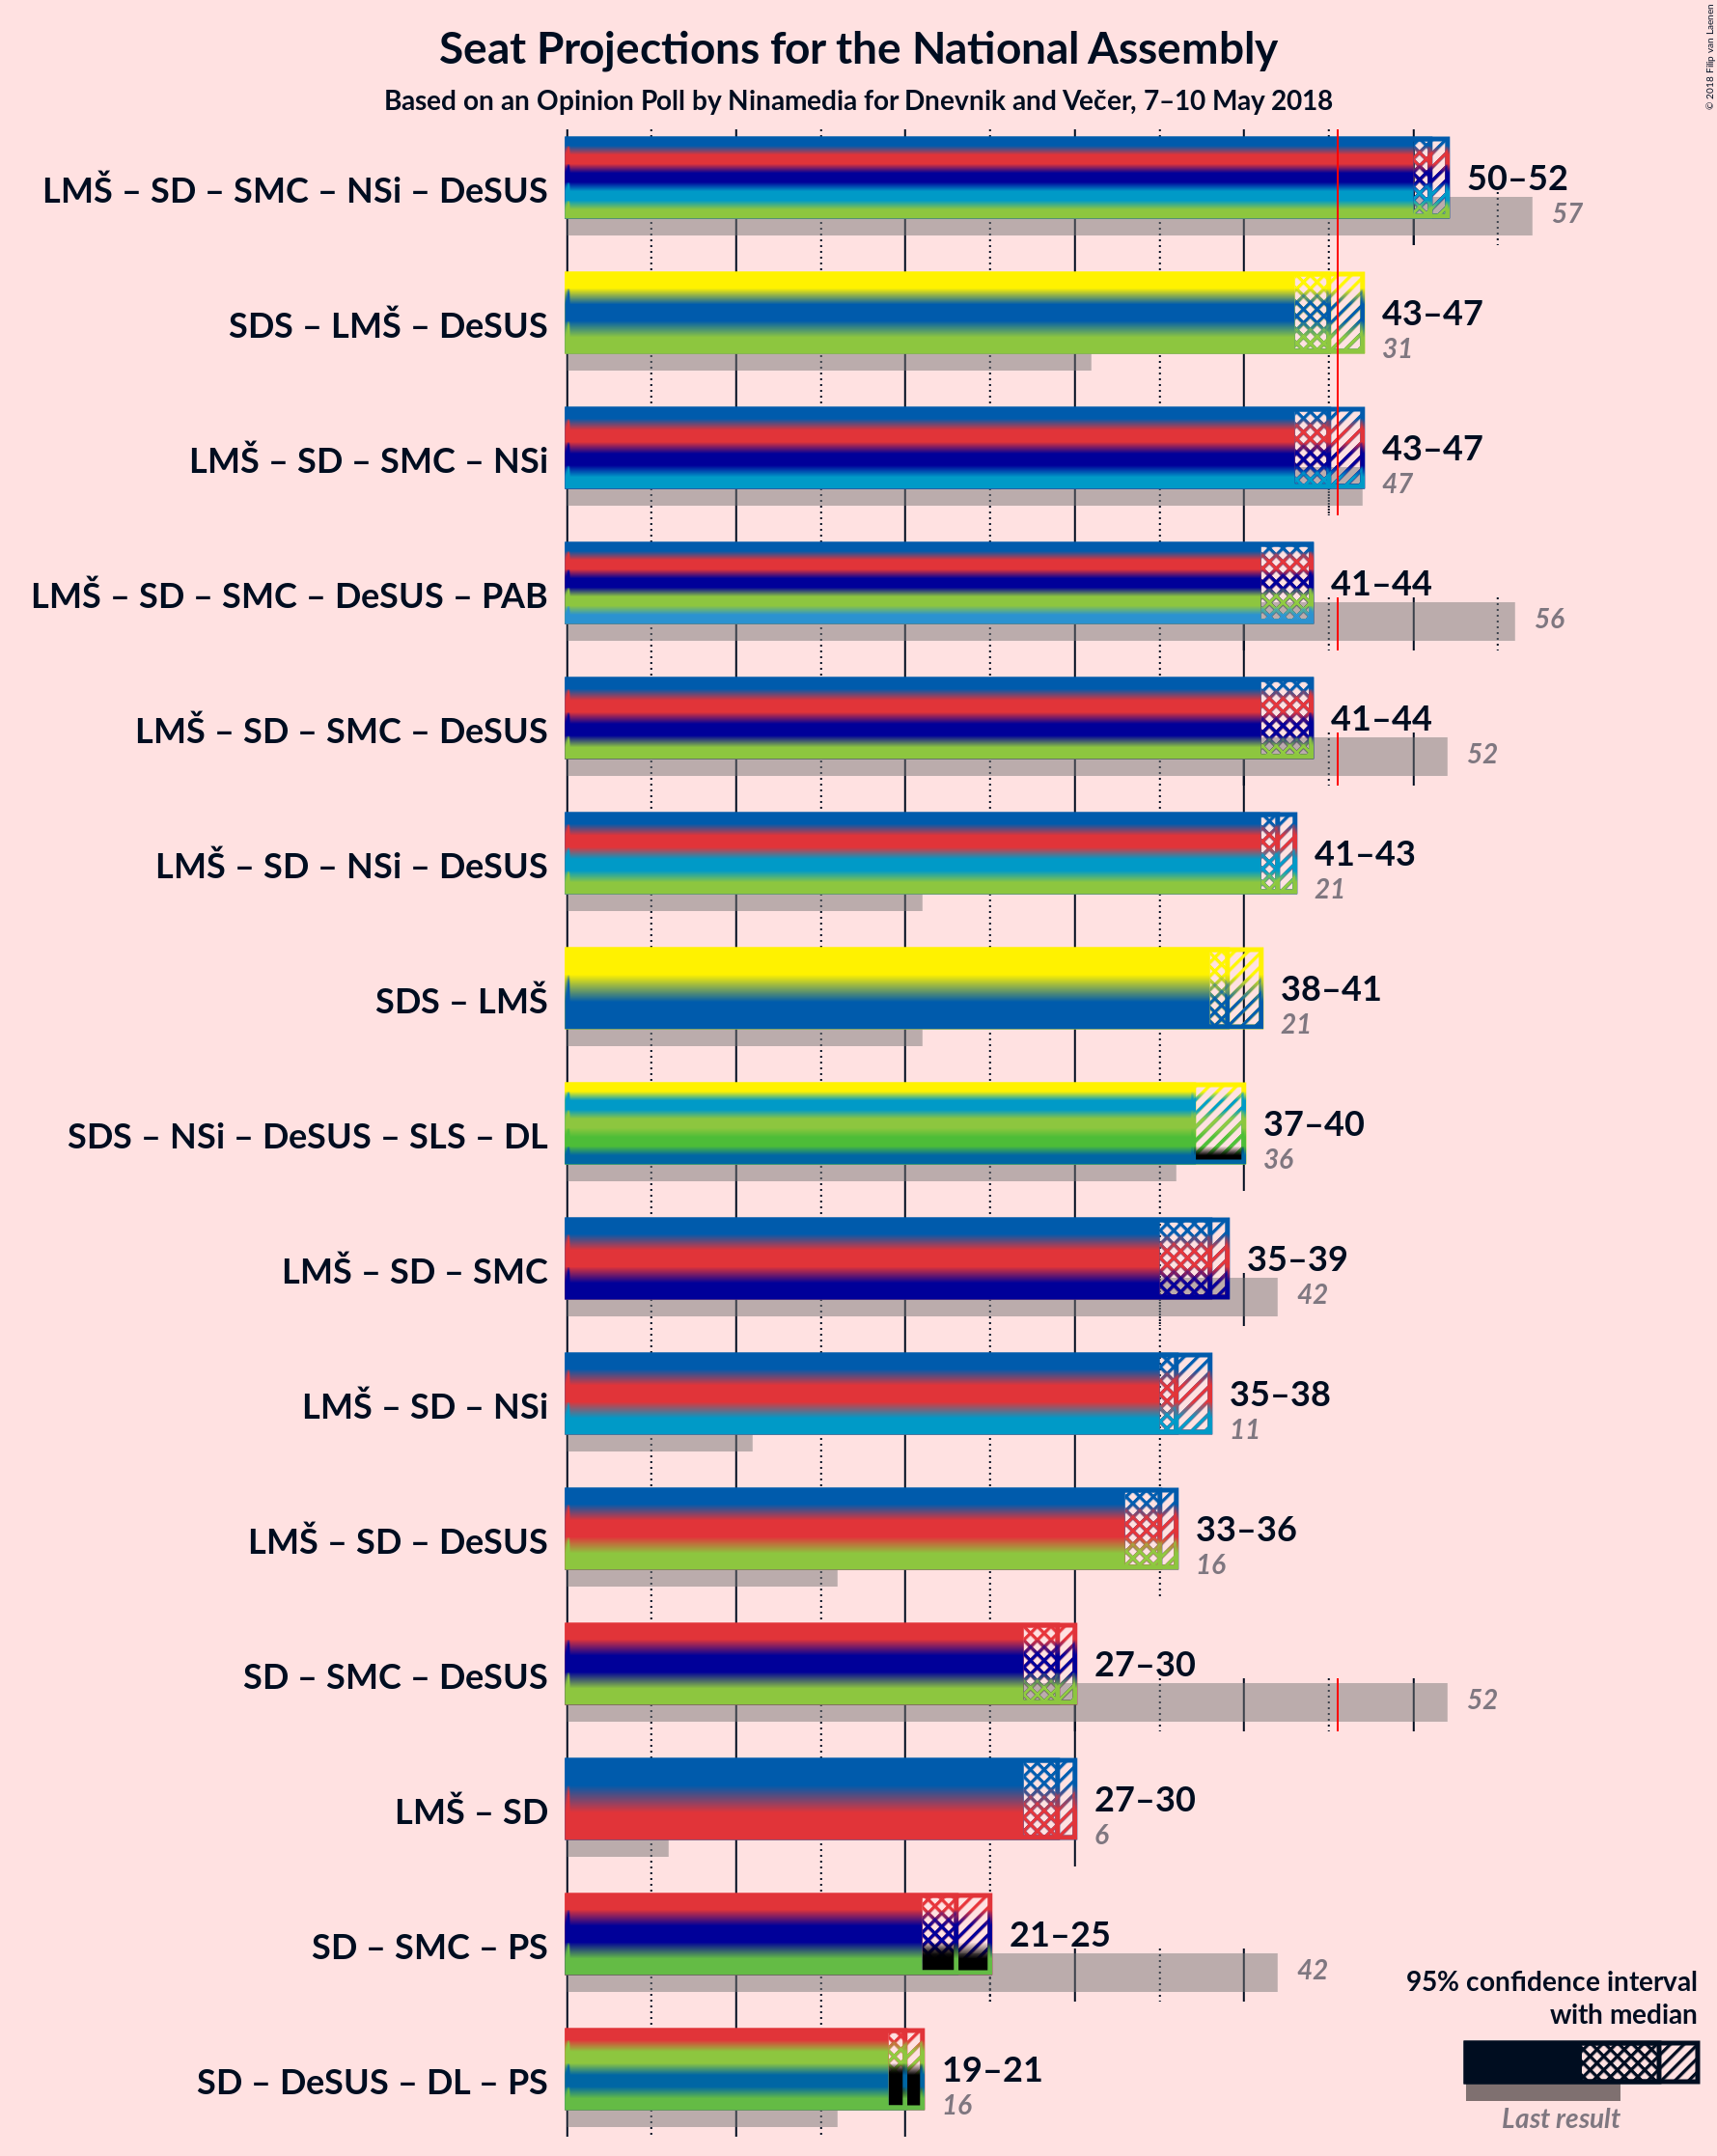 Seat Projections for the National Assembly
Based on an Opinion Poll by Ninamedia for Dnevnik and Večer, 7–10 May 2018
© 2018 Filip van Laenen
LMŠ – SD – SMC – NSi – DeSUS
50–52
57
SDS – LMŠ – DeSUS
43–47
31
LMŠ – SD – SMC – NSi
43–47
47
LMŠ – SD – SMC – DeSUS – PAB
41–44
56
LMŠ – SD – SMC – DeSUS
41–44
52
LMŠ – SD – NSi – DeSUS
41–43
21
SDS – LMŠ
38–41
21
SDS – NSi – DeSUS – SLS – DL
37–40
36
LMŠ – SD – SMC
35–39
42
LMŠ – SD – NSi
35–38
11
LMŠ – SD – DeSUS
33–36
16
SD – SMC – DeSUS
27–30
52
LMŠ – SD
27–30
6
SD – SMC – PS
21–25
42
SD – DeSUS – DL – PS
19–21
16
95% confidence interval
with median
Last result